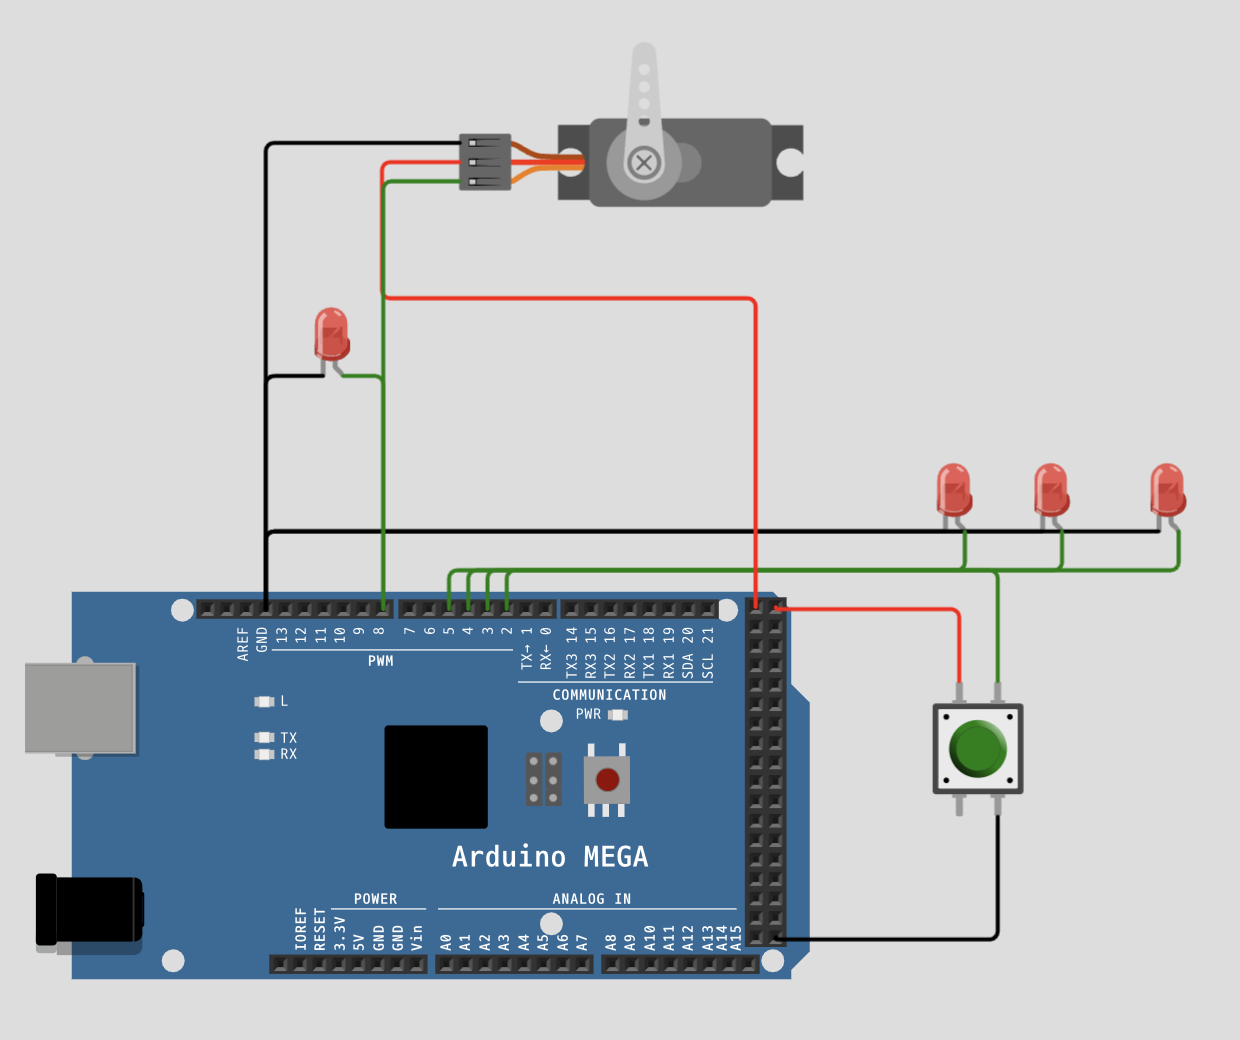 AREF
GND
13
12
11
10
9
8
7
6
5
4
3
2
TX→ 1
RX← 0
TX3 14
RX3 15
TX2 16
RX2 17
TX1 18
RX1 19
SDA 20
SCL 21
PWM
COMMUNICATION
L
PWR
TX
RX
Arduino MEGA
POWER
ANALOG IN
IOREF
RESET
3.3V
5V
GND
GND
Vin
A0
A1
A2
A3
A4
A5
A6
A7
A8
A9
A10
A11
A12
A13
A14
A15